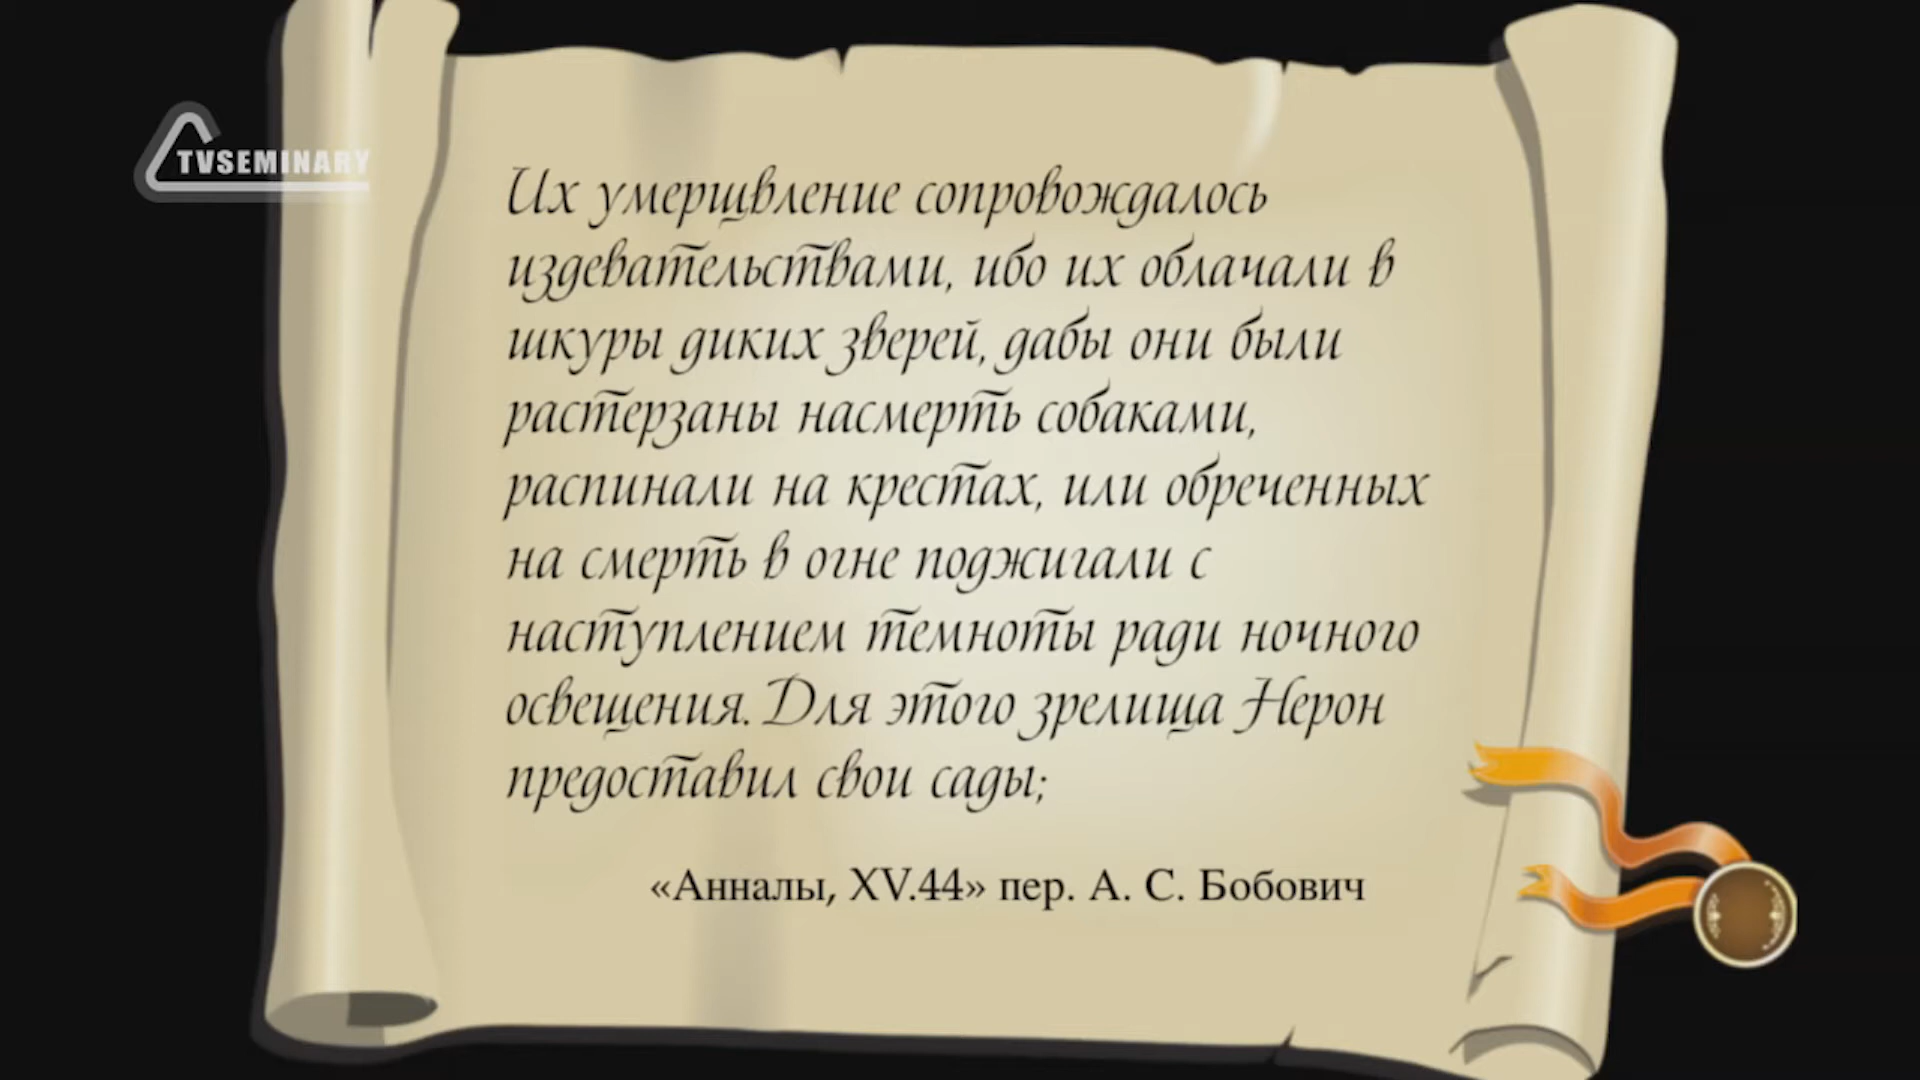 TVSEMINARY
Их умерщвление сопровождалось
издевательствами, ибо их облачали в
шкуры диких зверей, дабы они были
растерзаны насмерть собаками,
распинали на крестах, или обреченных
на смерть в огне поджигали с
наступлением темноты ради ночного
освещения. Для этого зрелища Нерон
предоставил свои сады;
«Анналы, XV.44» пер. А. С. Бобович